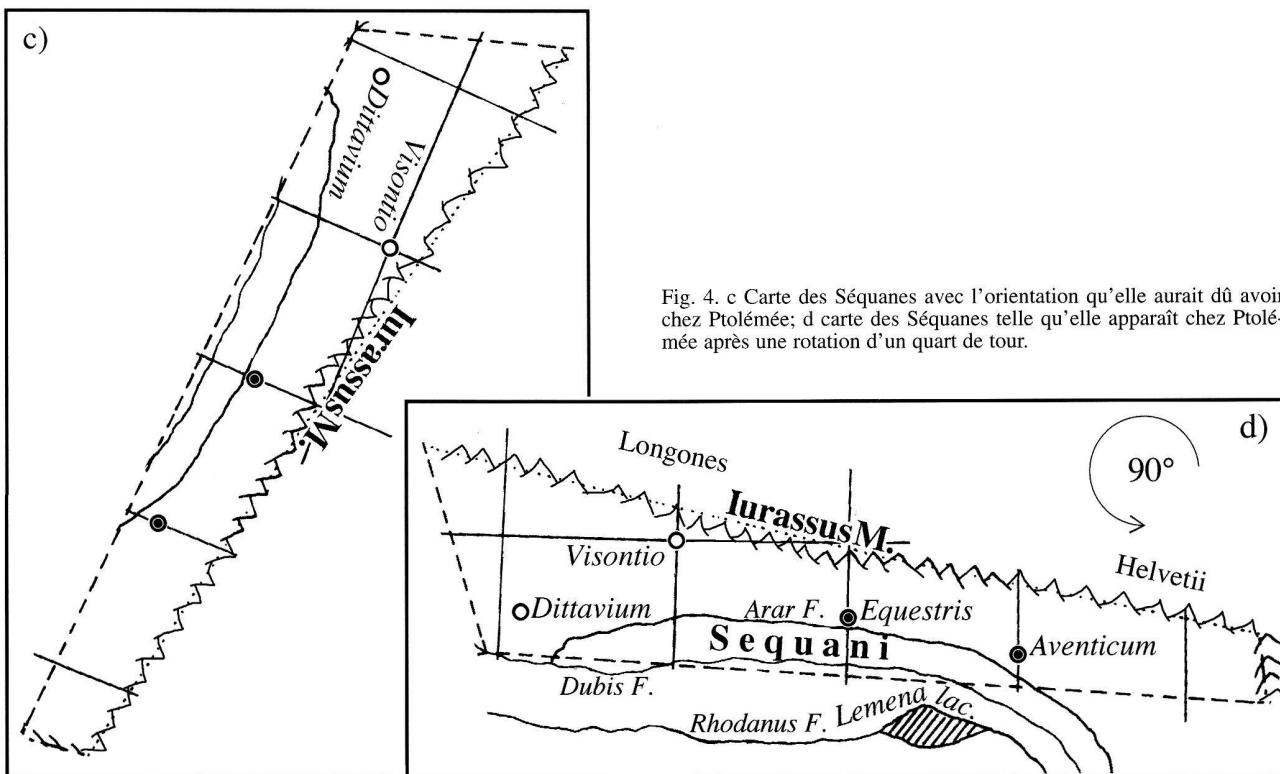 c)
Dittavium
Visontio
Iurassus M.
Fig. 4. c Carte des Séquanes avec l'orientation qu'elle aurait dû avoir
chez Ptolémée; d carte des Séquanes telle qu'elle apparaît chez Ptolé-
mée après une rotation d'un quart de tour.
d)
90°
Longones
Iurassus M.
Helvetii
Visontio
Dittavium
Arar F.
Equestris
Sequani
Aventicum
Dubis F.
Rhodanus F.
Lemena lac.